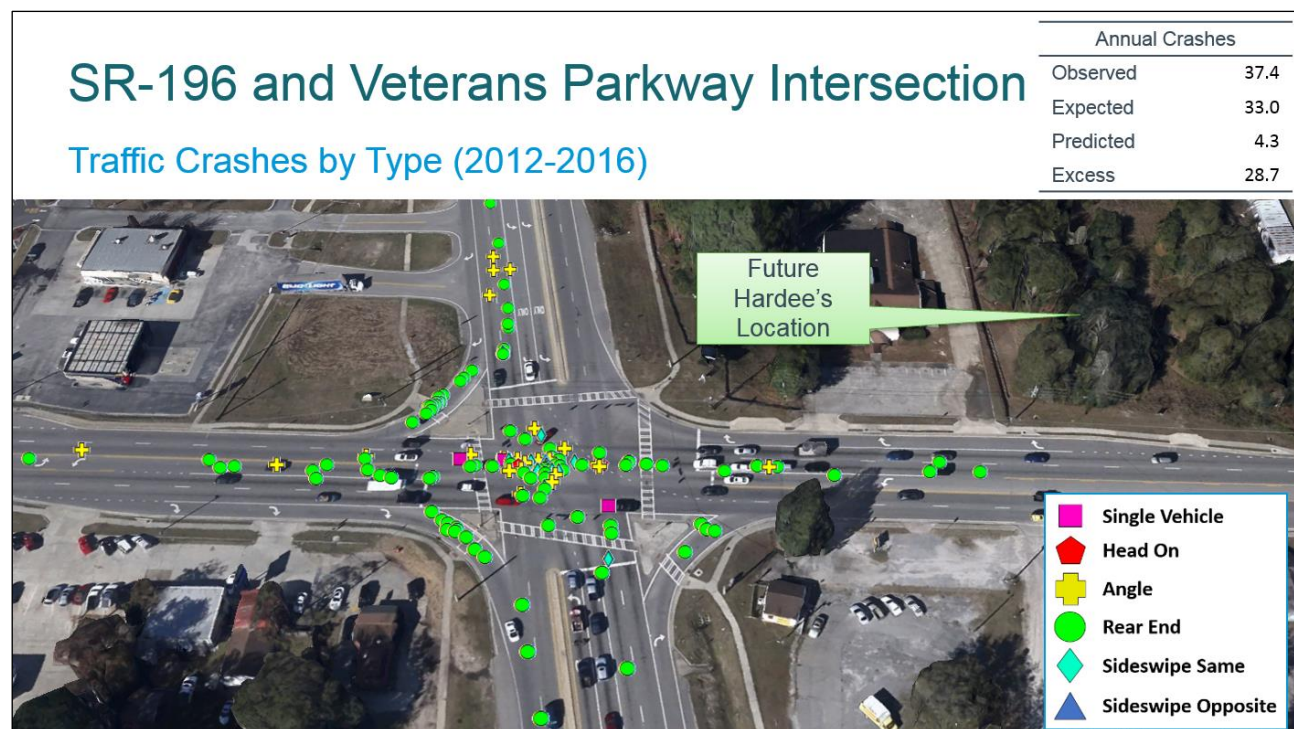 SR-196 and Veterans Parkway Intersection
Traffic Crashes by Type (2012-2016)
Annual Crashes
Observed 37.4
Expected 33.0
Predicted 4.3
Excess 28.7
BUD LIGHT
Future
Hardee's
Location
Single Vehicle
Head On
Angle
Rear End
Sideswipe Same
Sideswipe Opposite